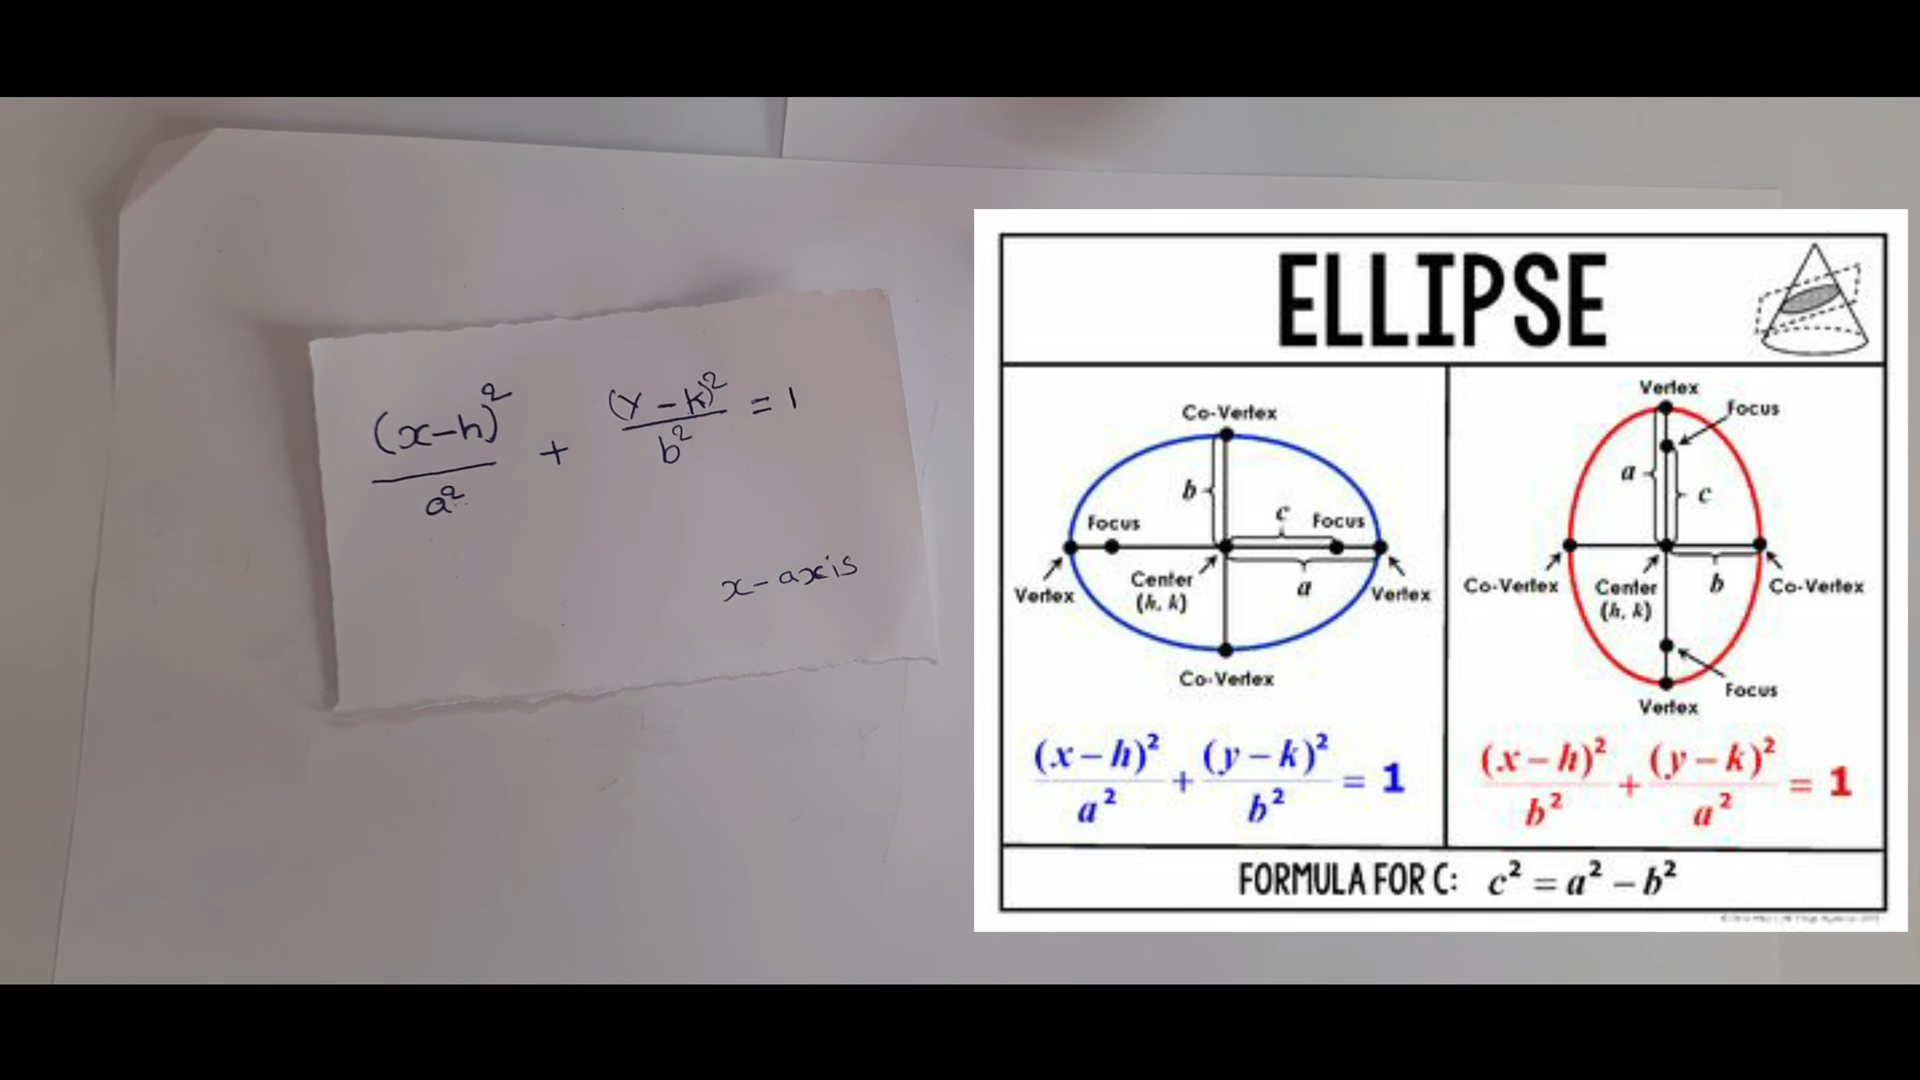 (x-h)²/a² + (y-k)²/b² = 1
x-axis
ELLIPSE
Co-Vertex
b
c
Focus
Focus
Vertex
Center
(h, k)
a
Vertex
Co-Vertex
(x – h)²/a² + (y – k)²/b² = 1
Vertex
Focus
a
c
Co-Vertex
Center
(h, k)
b
Co-Vertex
Focus
Vertex
(x – h)²/b² + (y – k)²/a² = 1
FORMULA FOR C: c² = a² – b²